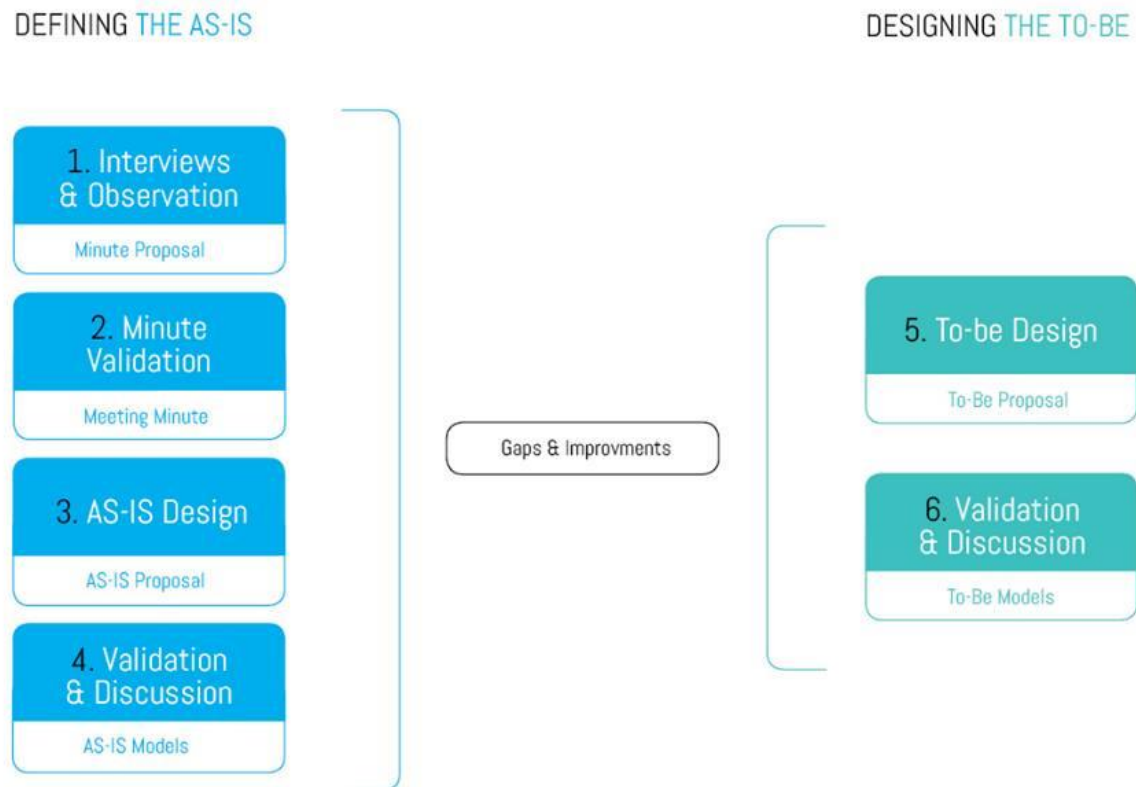 DEFINING THE AS-IS
1. Interviews
& Observation
Minute Proposal
2. Minute
Validation
Meeting Minute
3. AS-IS Design
AS-IS Proposal
4. Validation
& Discussion
AS-IS Models
Gaps & Improvments
DESIGNING THE TO-BE
5. To-be Design
To-Be Proposal
6. Validation
& Discussion
To-Be Models